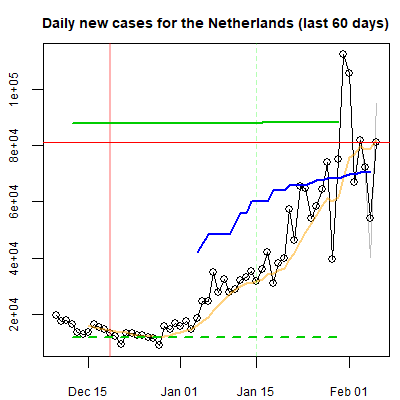 Daily new cases for the Netherlands (last 60 days)
1e+05
8e+04
6e+04
4e+04
2e+04
Dec 15 Jan 01 Jan 15 Feb 01